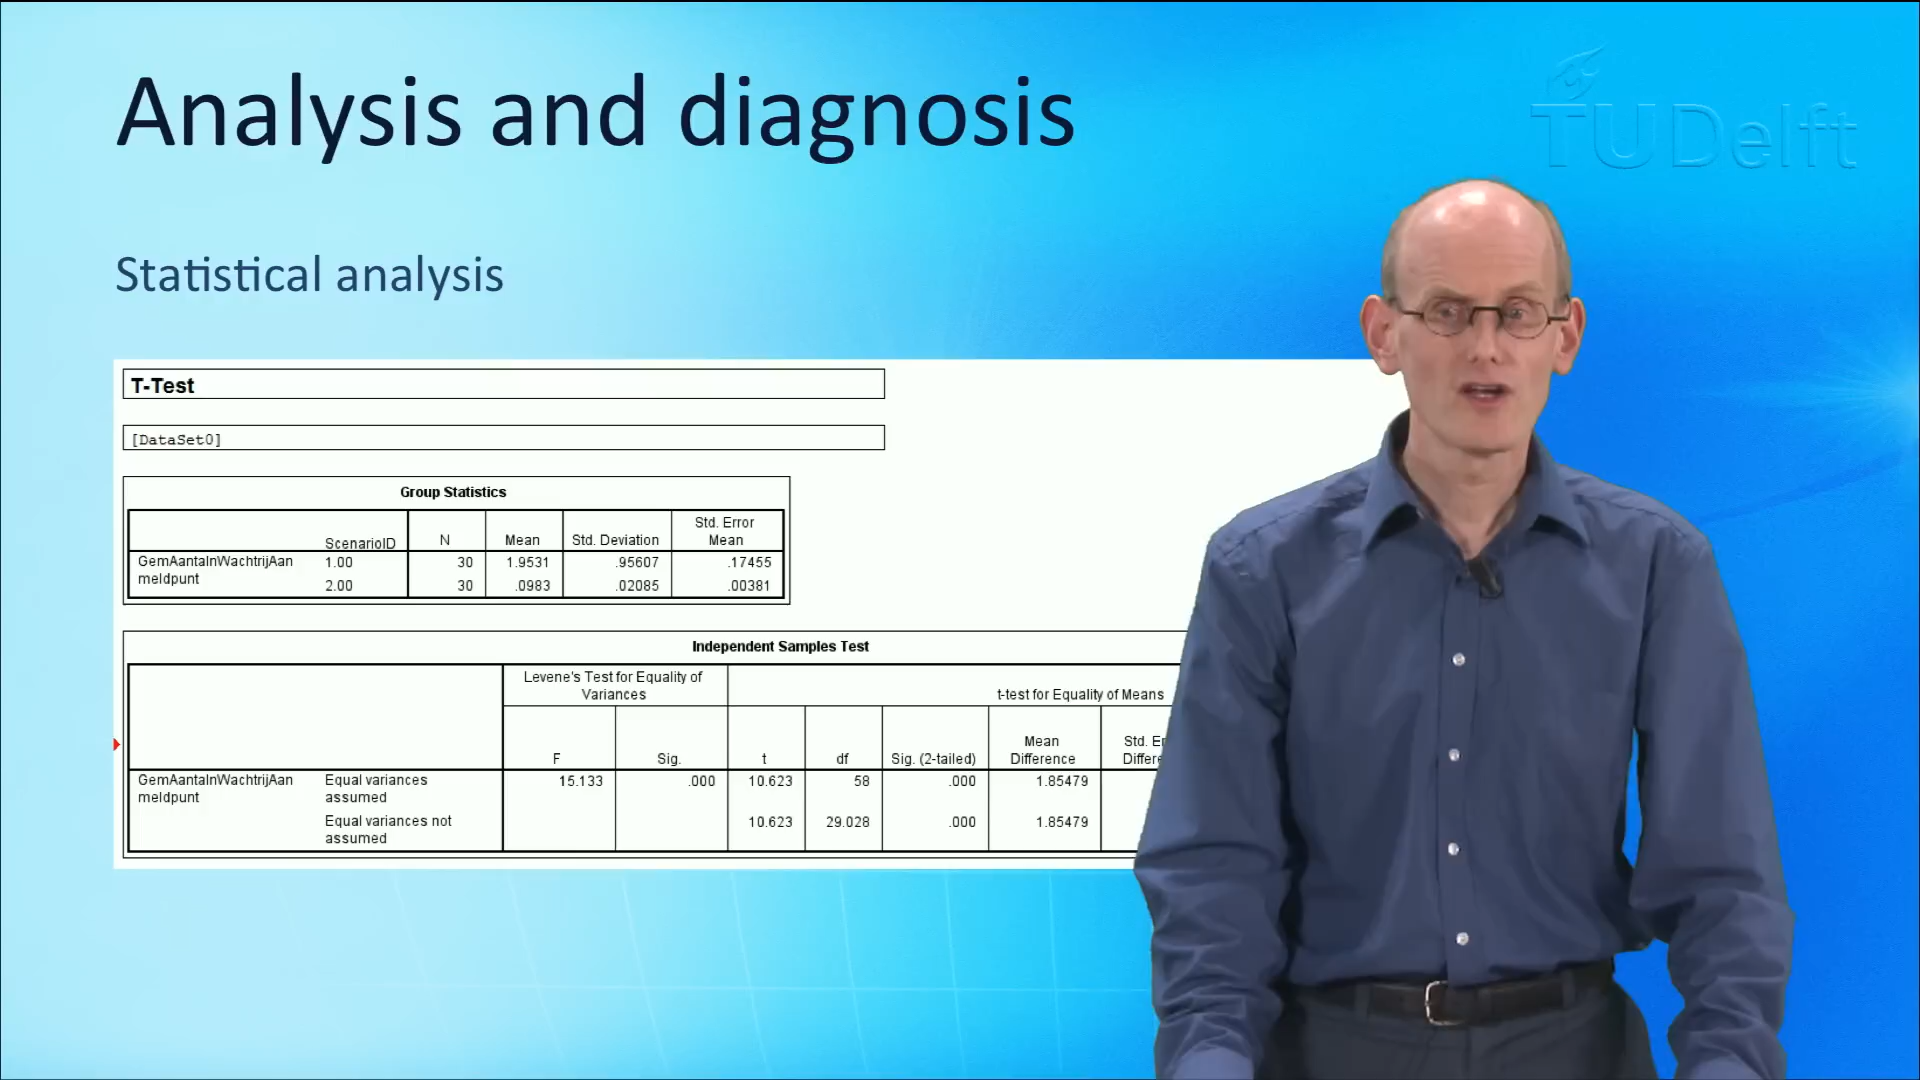 Analysis and diagnosis
TUDelft
Statistical analysis
T-Test
[DataSet0]
Group Statistics
ScenarioID N Mean Std. Deviation Std. Error Mean
GemAantalnWachtrijAan
meldpunt
1.00 30 1.9531 .95607 .17455
2.00 30 .0983 .02085 .00381
Independent Samples Test
Levene's Test for Equality of
Variances
t-test for Equality of Means
F Sig. t df Sig. (2-tailed) Mean Difference Std.
GemAantalnWachtrijAan
meldpunt
Equal variances
assumed
15.133 .000 10.623 58 .000 1.85479
Equal variances not
assumed
10.623 29.028 .000 1.85479